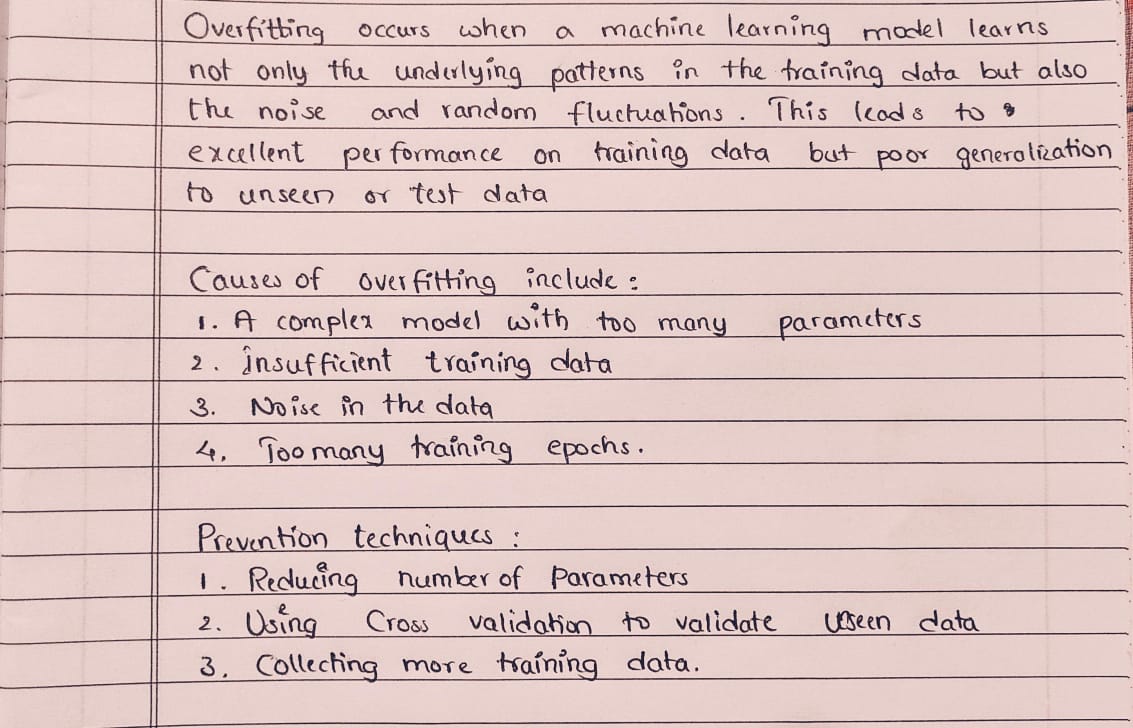 Overfitting occurs when a machine learning model learns
not only the underlying patterns in the training data but also
the noise and random fluctuations. This leads to
excellent performance on training data but poor generalization
to unseen or test data
Causes of overfitting include:
1. A complex model with too many parameters
2. insufficient training data
3. Noise in the data
4. Too many training epochs.
Prevention techniques:
1. Reducing number of Parameters
2. Using Cross validation to validate useen data
3. Collecting more training data.